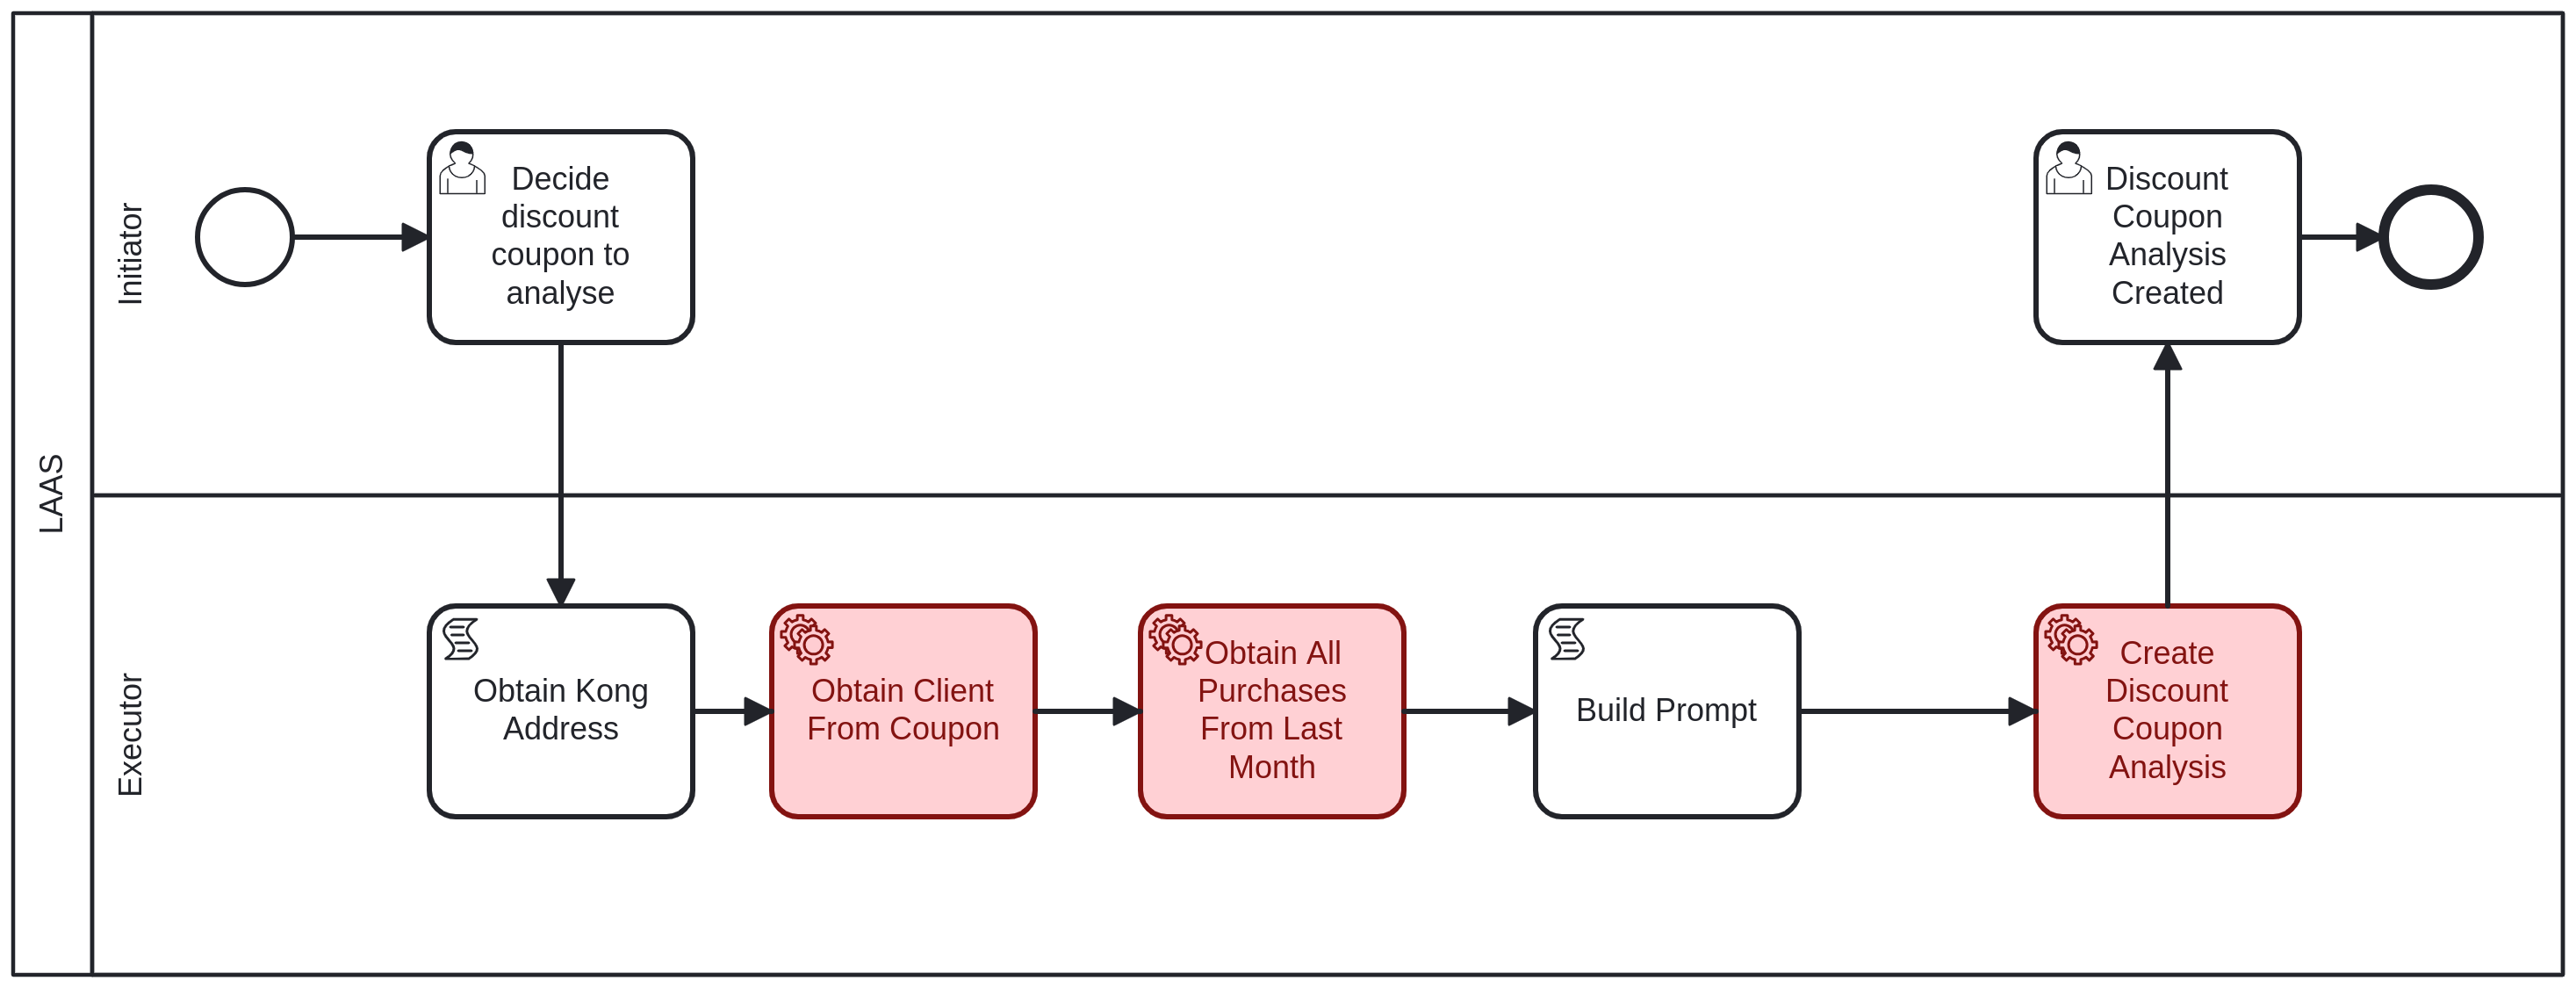 LAAS
Initiator
Decide
discount
coupon to
analyse
Discount
Coupon
Analysis
Created
Executor
Obtain Kong
Address
Obtain Client
From Coupon
Obtain All
Purchases
From Last
Month
Build Prompt
Create
Discount
Coupon
Analysis